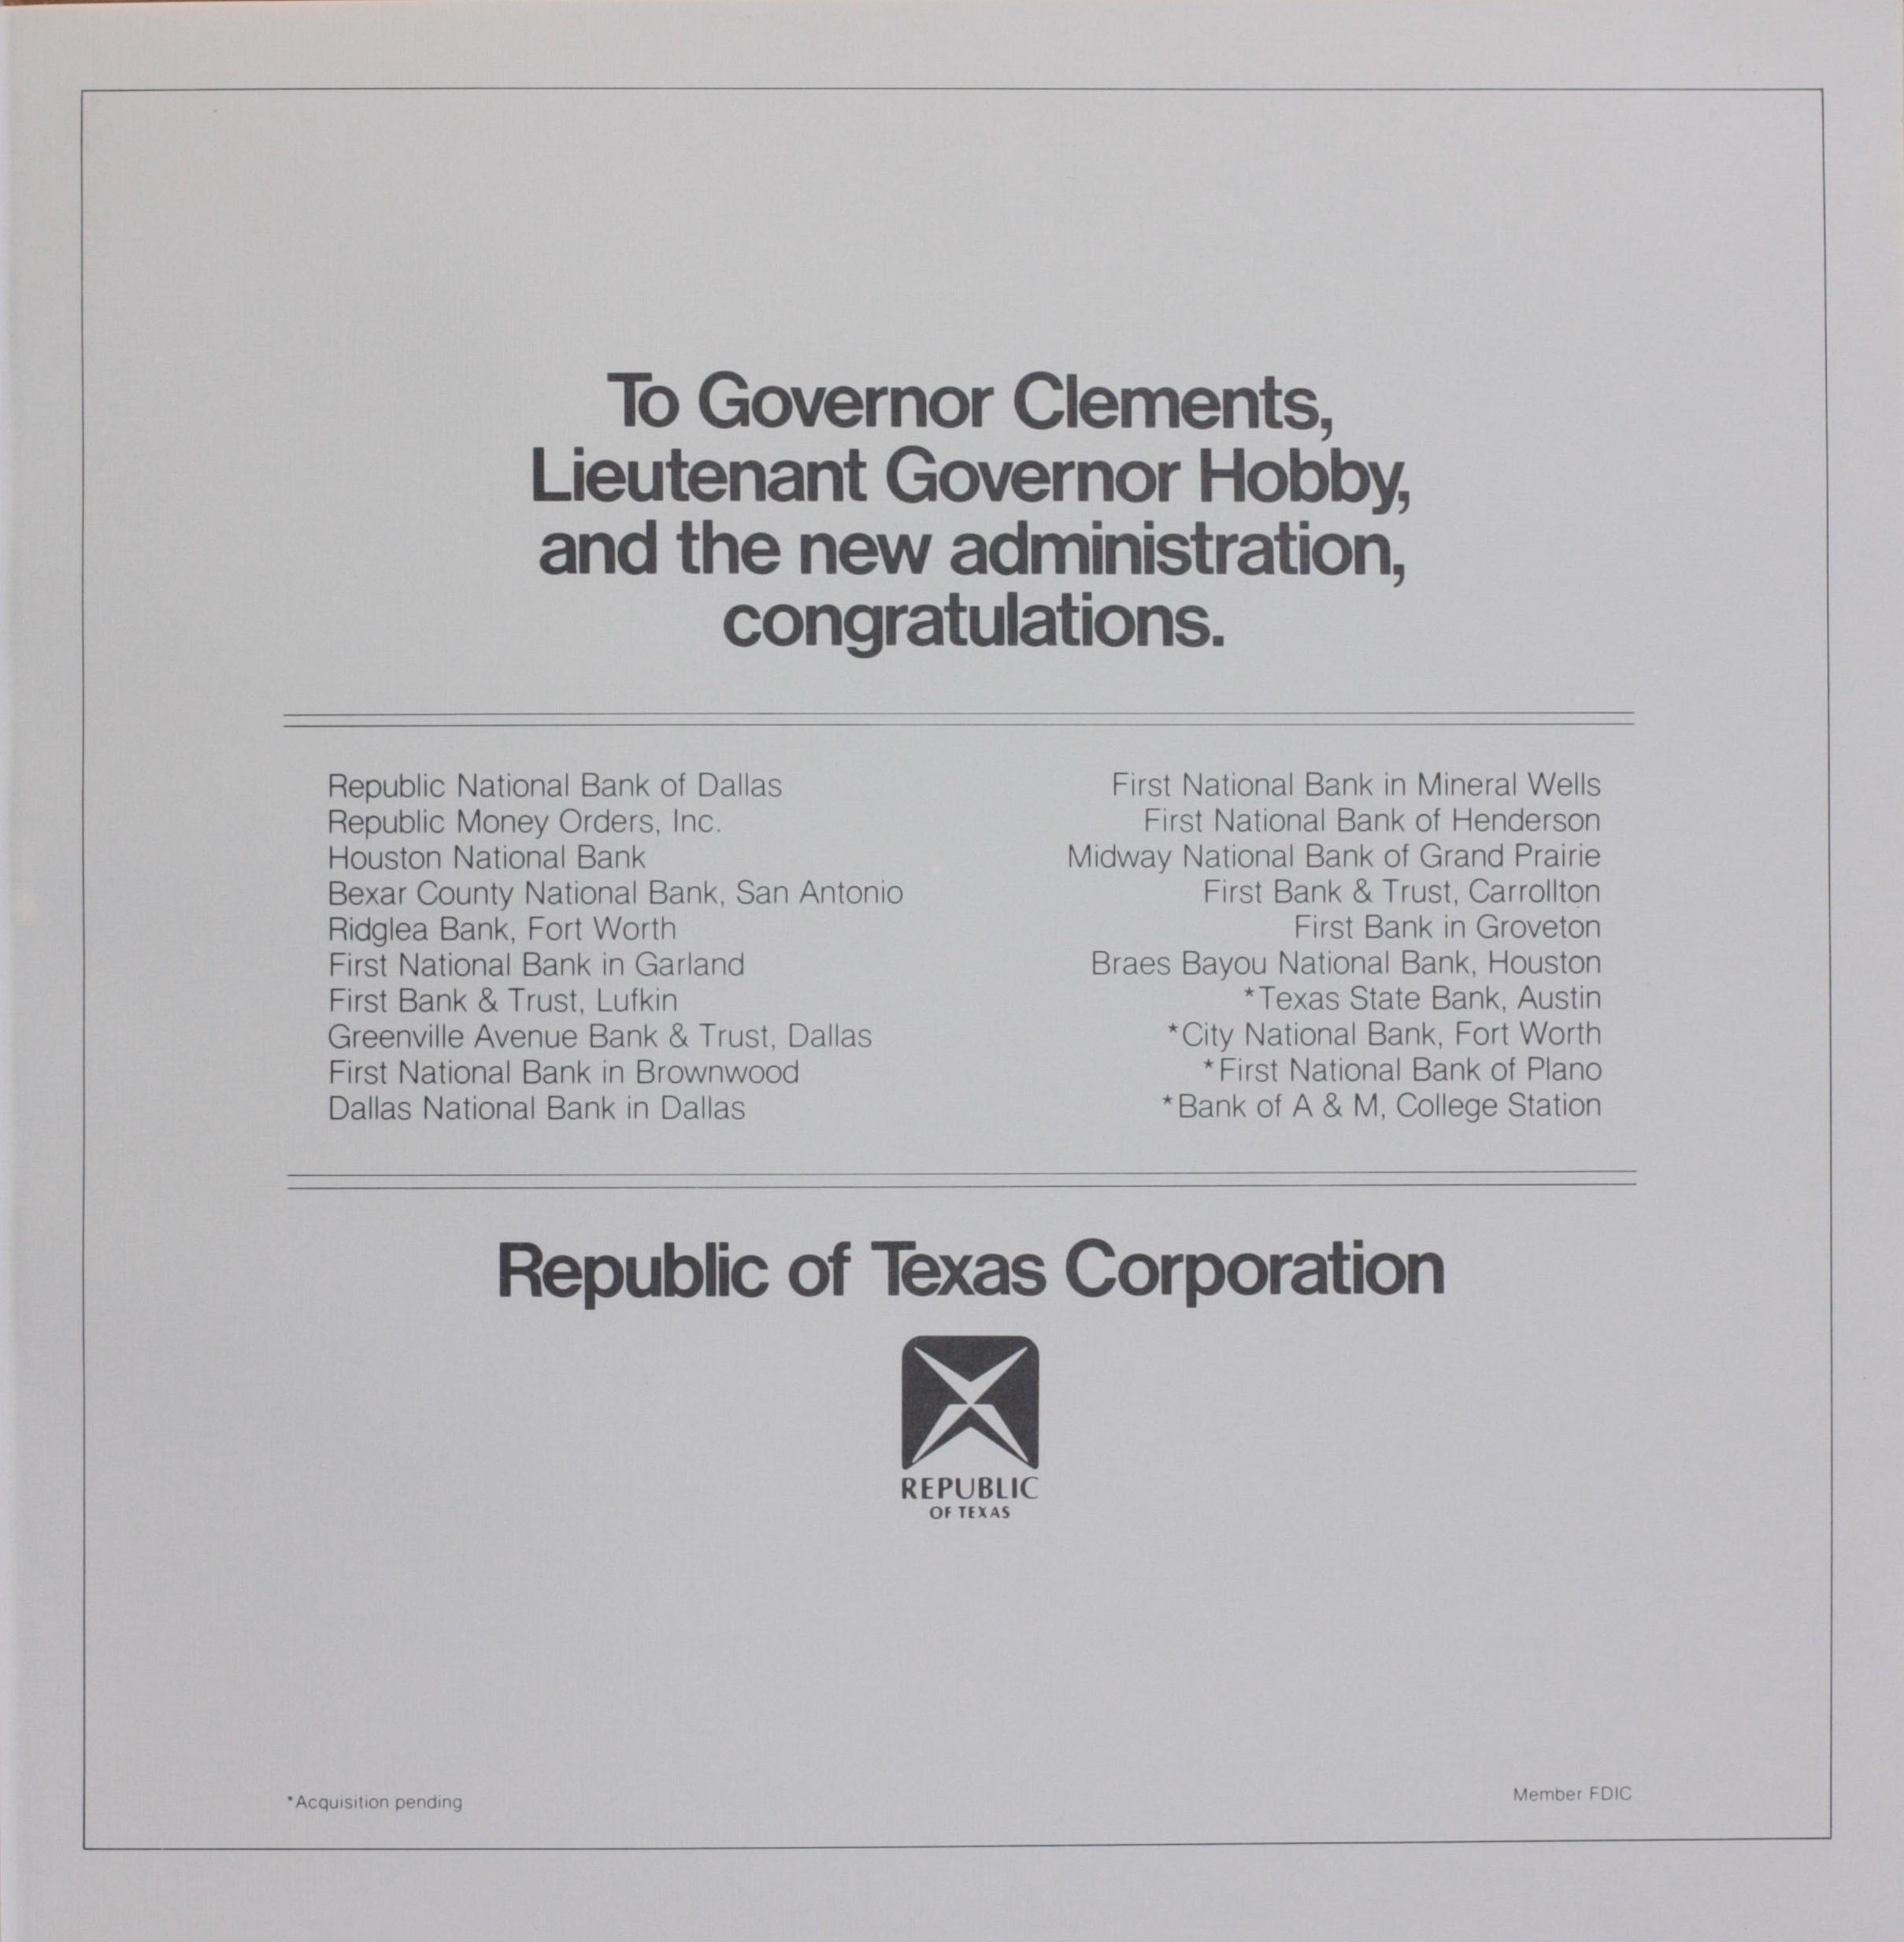 To Governor Clements,
Lieutenant Governor Hobby,
and the new administration,
congratulations.
Republic National Bank of Dallas
Republic Money Orders, Inc.
Houston National Bank
Bexar County National Bank, San Antonio
Ridglea Bank, Fort Worth
First National Bank in Garland
First Bank & Trust, Lufkin
Greenville Avenue Bank & Trust, Dallas
First National Bank in Brownwood
Dallas National Bank in Dallas
First National Bank in Mineral Wells
First National Bank of Henderson
Midway National Bank of Grand Prairie
First Bank & Trust, Carrollton
First Bank in Groveton
Braes Bayou National Bank, Houston
*Texas State Bank, Austin
*City National Bank, Fort Worth
*First National Bank of Plano
*Bank of A & M, College Station
Republic of Texas Corporation
REPUBLIC
OF TEXAS
*Acquisition pending
Member FDIC